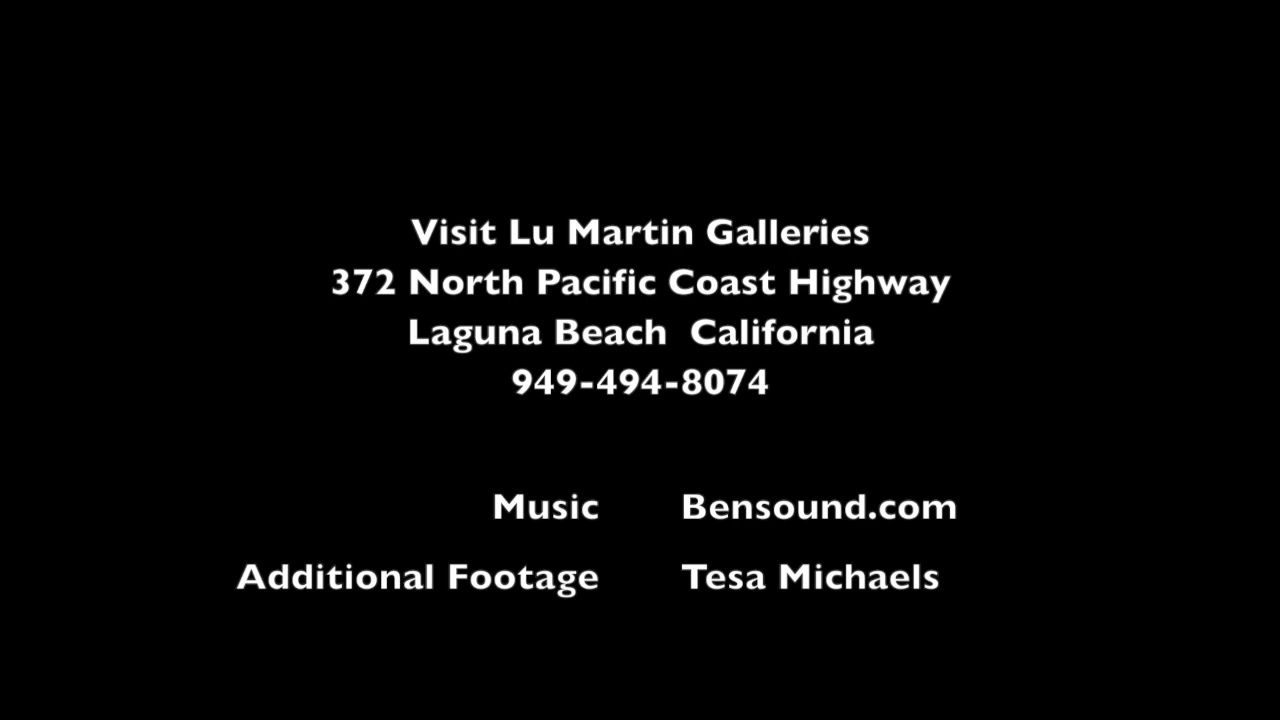 Visit Lu Martin Galleries
372 North Pacific Coast Highway
Laguna Beach  California
949-494-8074
Music Bensound.com
Additional Footage Tesa Michaels